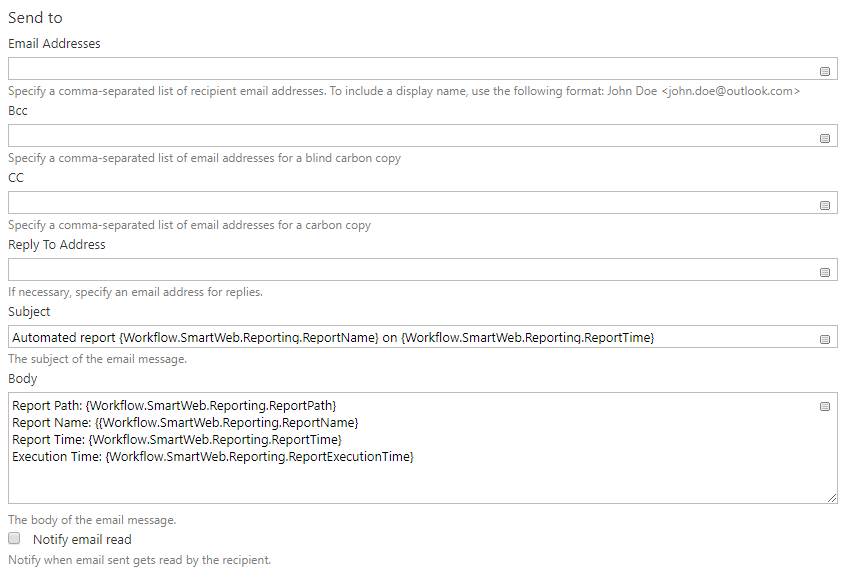 Send to
Email Addresses
Specify a comma-separated list of recipient email addresses. To include a display name, use the following format: John Doe <john.doe@outlook.com>
Bcc
Specify a comma-separated list of email addresses for a blind carbon copy
CC
Specify a comma-separated list of email addresses for a carbon copy
Reply To Address
If necessary, specify an email address for replies.
Subject
Automated report {Workflow.SmartWeb.Reporting.ReportName} on {Workflow.SmartWeb.Reporting.ReportTime}
The subject of the email message.
Body
Report Path: {Workflow.SmartWeb.Reporting.ReportPath}
Report Name: {{Workflow.SmartWeb.Reporting.ReportName}
Report Time: {Workflow.SmartWeb.Reporting.ReportTime}
Execution Time: {Workflow.SmartWeb.Reporting.ReportExecutionTime}
The body of the email message.
Notify email read
Notify when email sent gets read by the recipient.